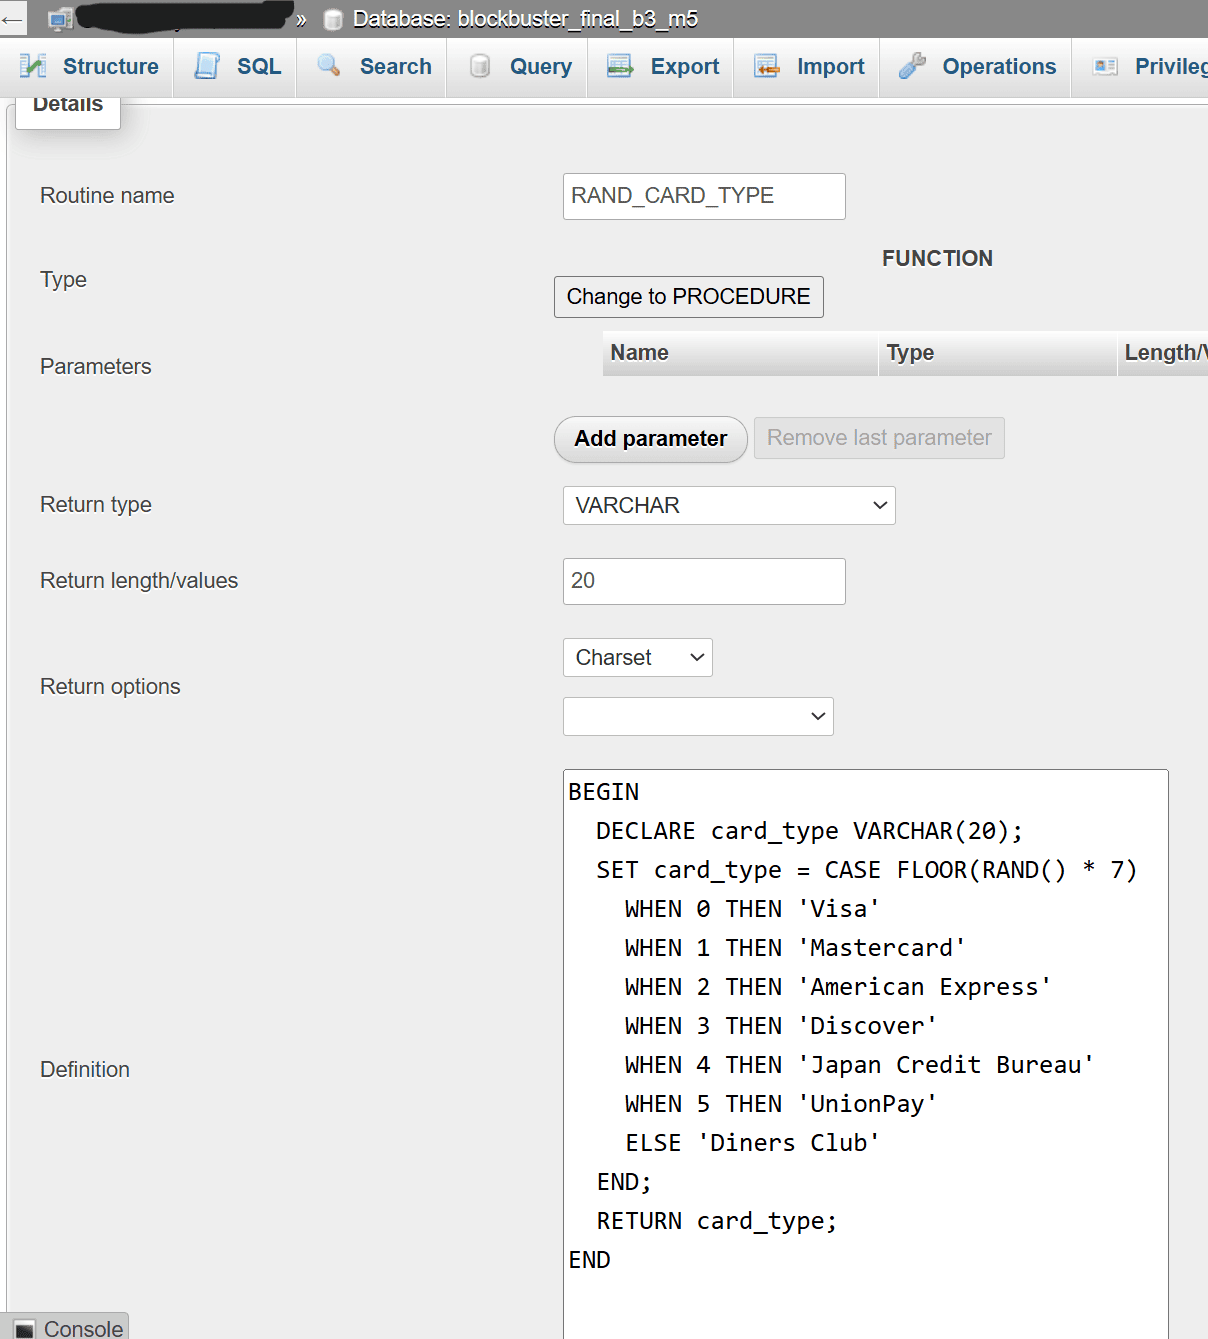 ← » Database: blockbuster_final_b3_m5
Structure SQL Search Query Export Import Operations Privileg
Details
Routine name RAND_CARD_TYPE
FUNCTION
Type
Change to PROCEDURE
Parameters Name Type Length/V
Add parameter Remove last parameter
Return type VARCHAR
Return length/values 20
Charset
Return options
BEGIN
DECLARE card_type VARCHAR(20);
SET card_type = CASE FLOOR(RAND() * 7)
WHEN 0 THEN 'Visa'
WHEN 1 THEN 'Mastercard'
WHEN 2 THEN 'American Express'
WHEN 3 THEN 'Discover'
WHEN 4 THEN 'Japan Credit Bureau'
WHEN 5 THEN 'UnionPay'
ELSE 'Diners Club'
END;
RETURN card_type;
END
Definition
Console